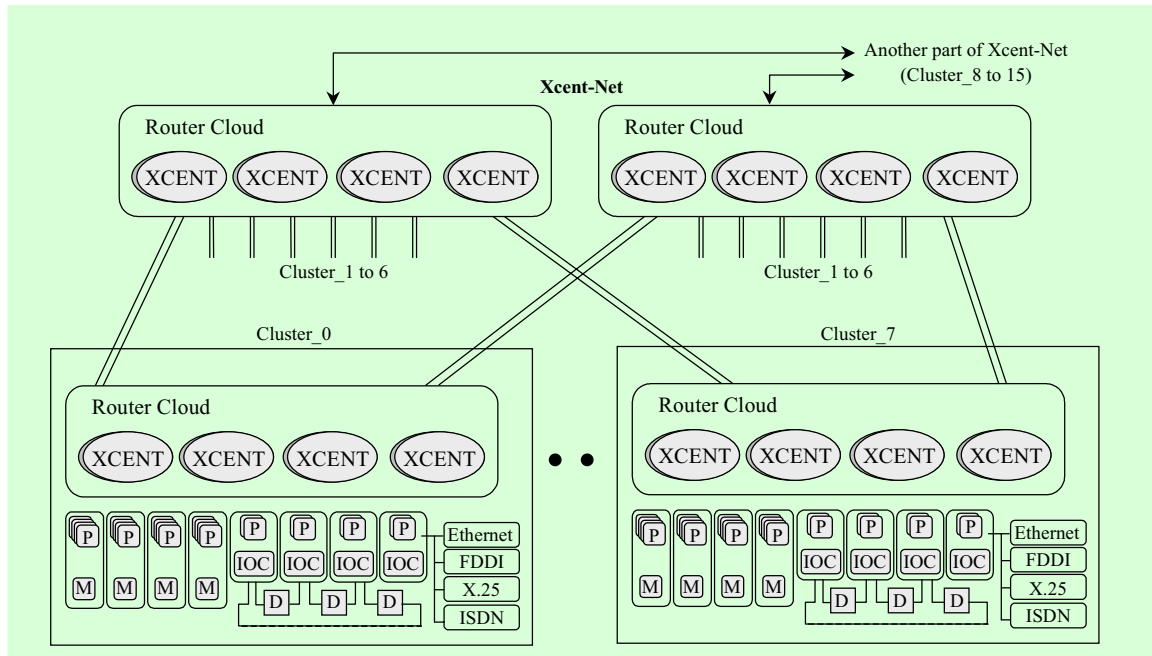 Another part of Xcent-Net
(Cluster_8 to 15)
Xcent-Net
Router Cloud
XCENT XCENT XCENT XCENT
Router Cloud
XCENT XCENT XCENT XCENT
Cluster_1 to 6
Cluster_1 to 6
Cluster_0
Router Cloud
XCENT XCENT XCENT XCENT
P P P P P P P P
IOC IOC IOC IOC
M M M M
D D D
Ethernet
FDDI
X.25
ISDN
Cluster_7
Router Cloud
XCENT XCENT XCENT XCENT
P P P P P P P P
IOC IOC IOC IOC
M M M M
D D D
Ethernet
FDDI
X.25
ISDN